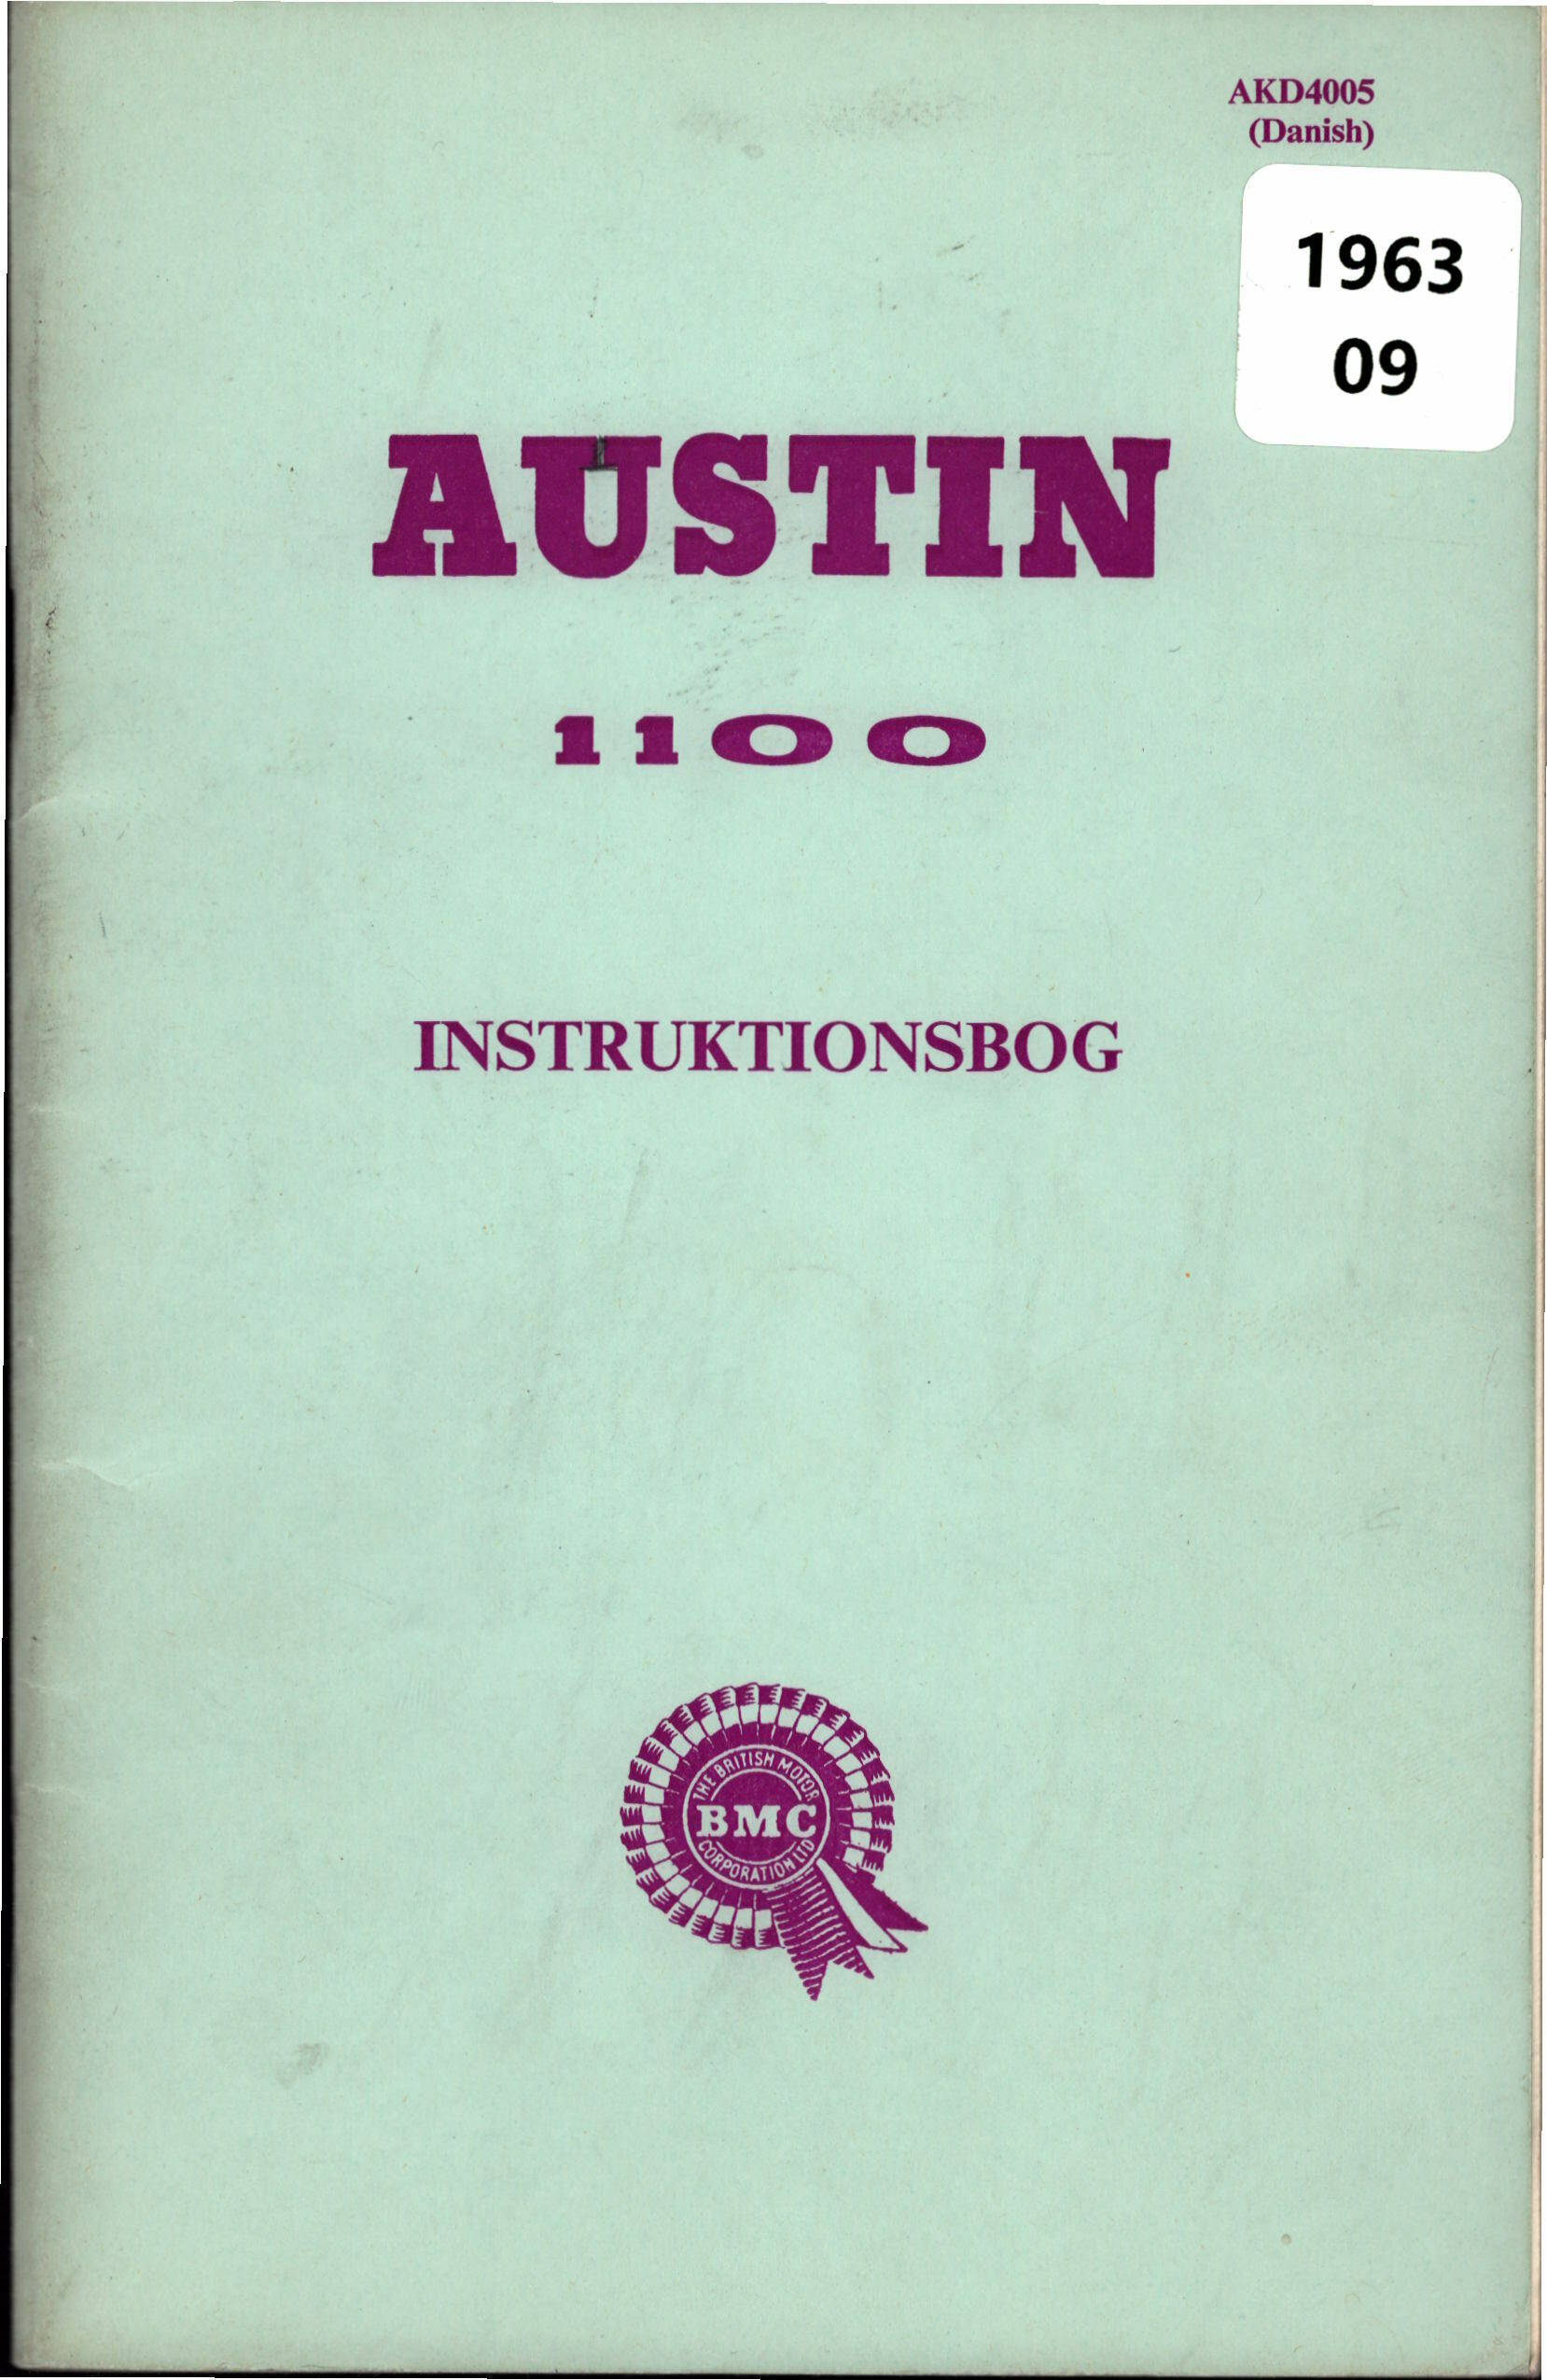 AKD4005
(Danish)
1963
09
AUSTIN
1100
INSTRUKTIONSBOG
THE BRITISH MOTOR
BMC
CORPORATION LTD